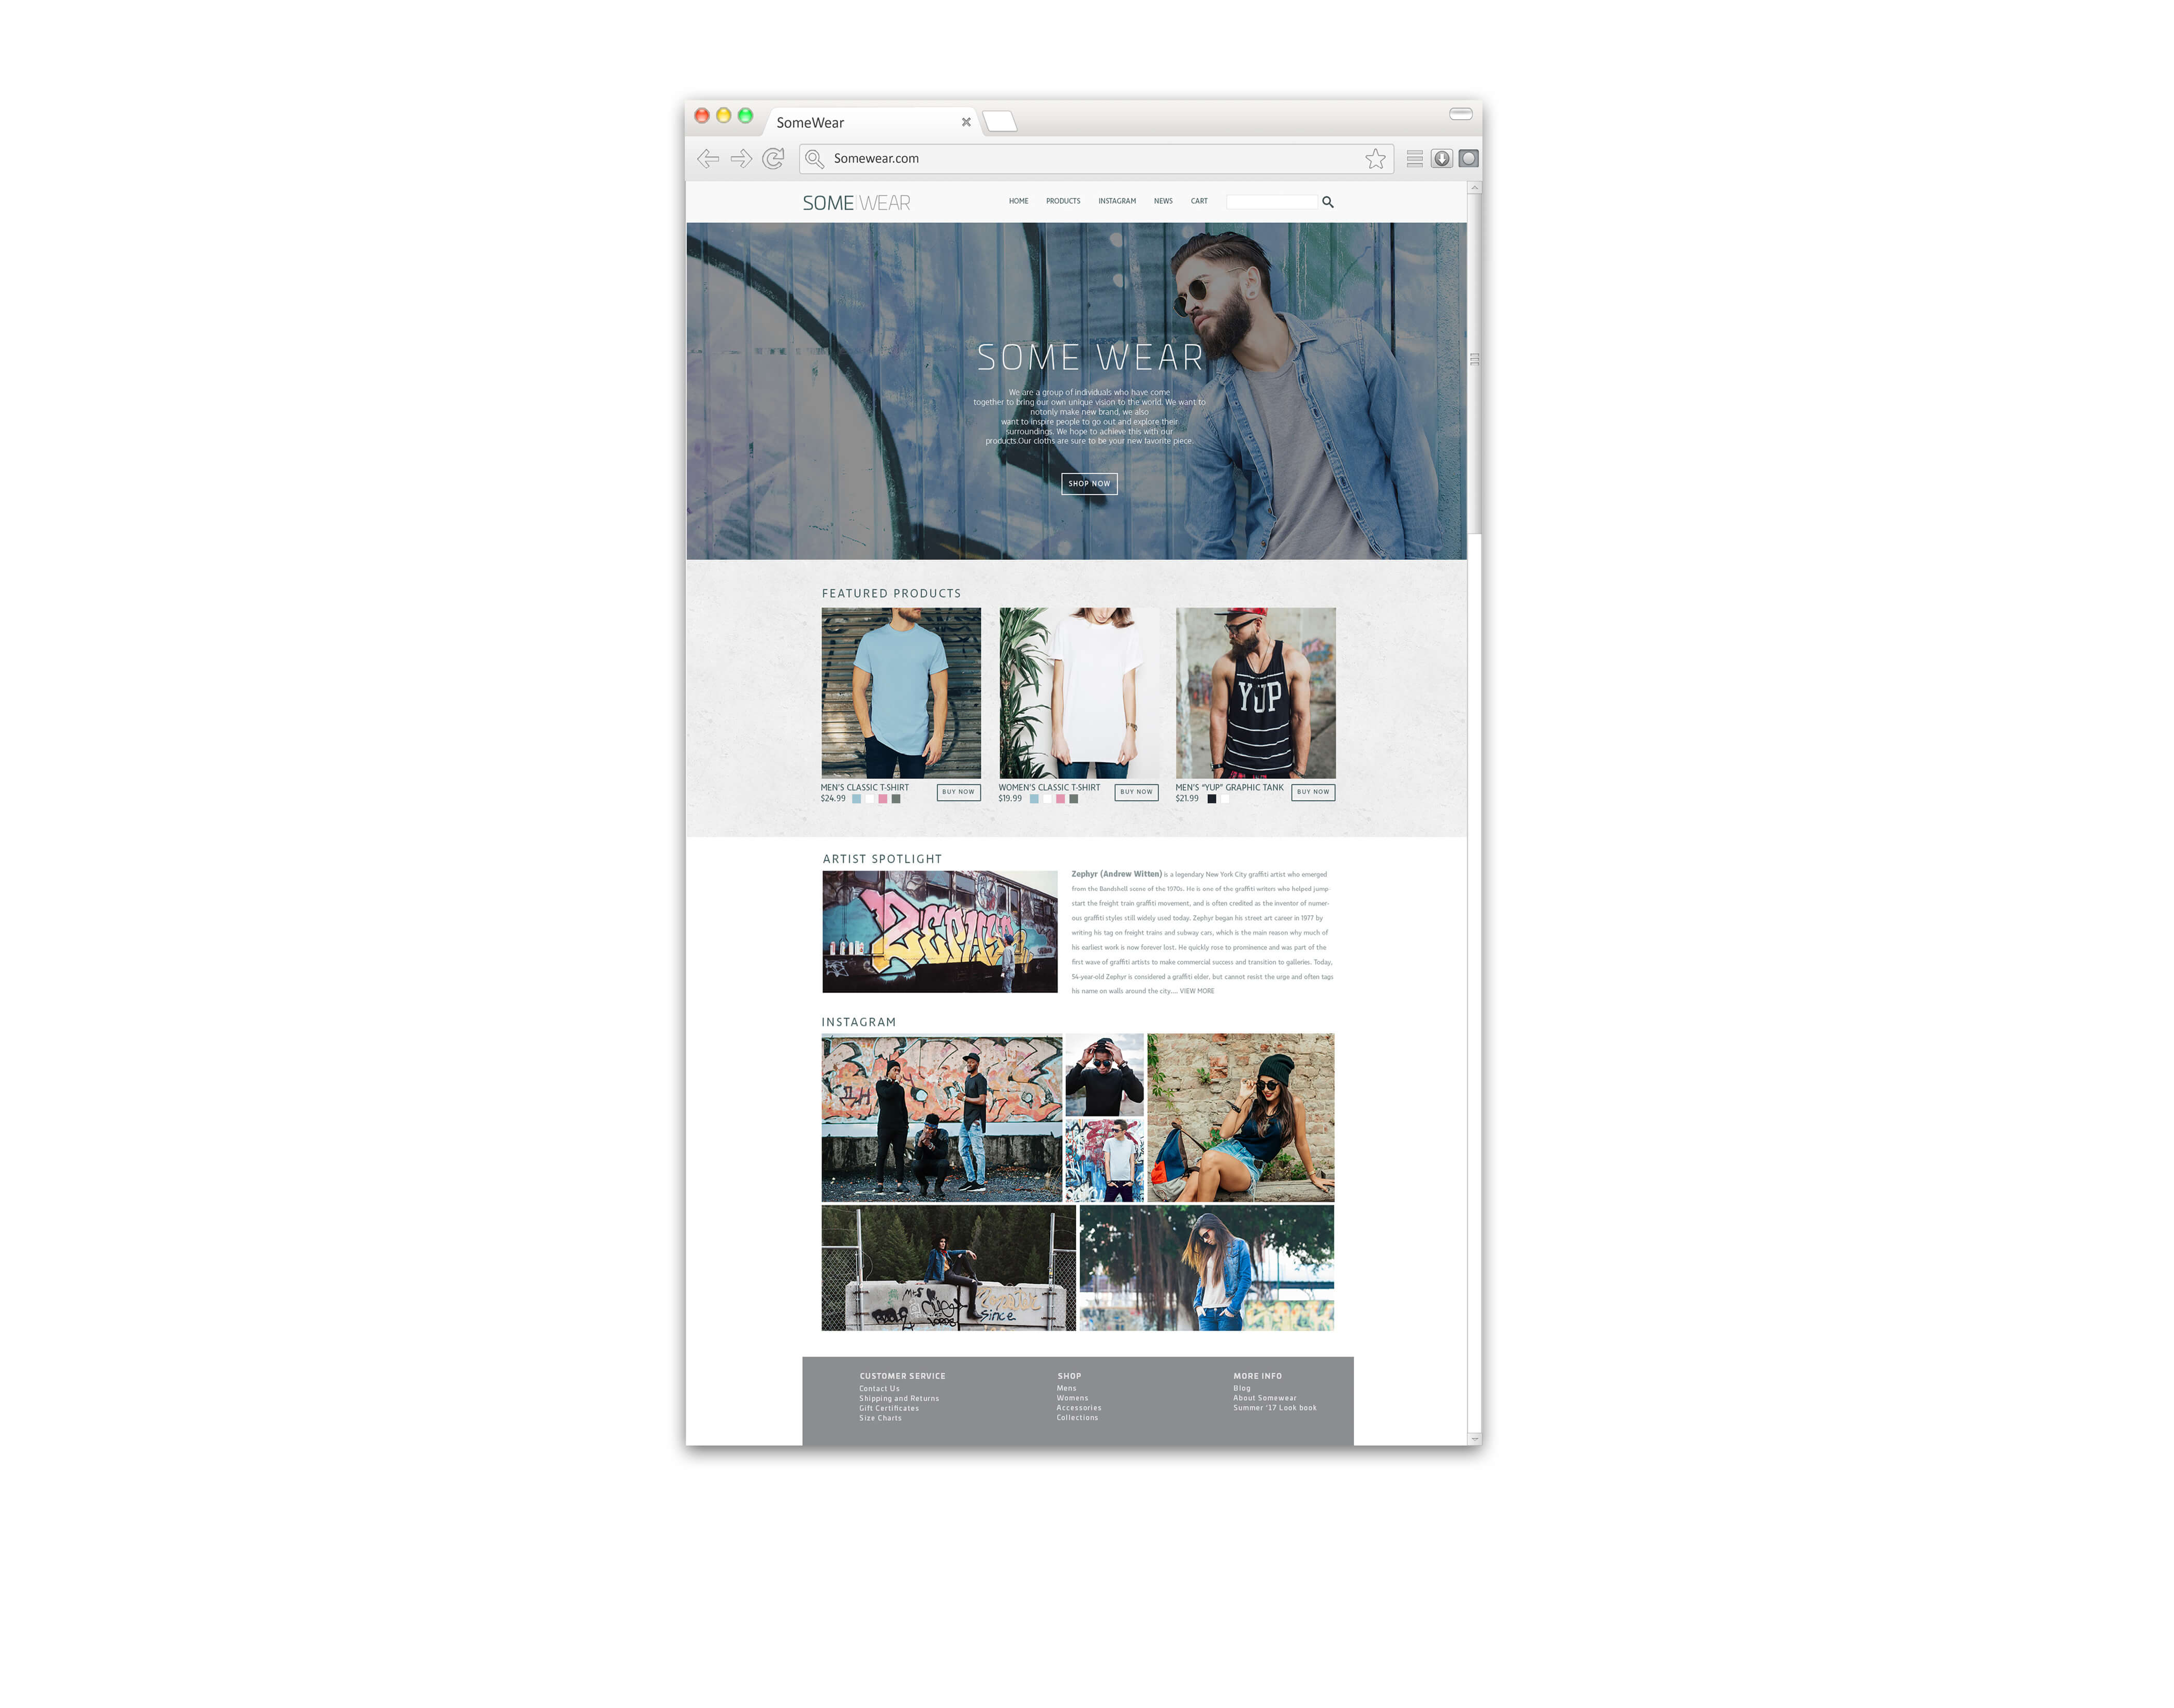 SomeWear
Somewear.com
SOME WEAR
HOME PRODUCTS INSTAGRAM NEWS CART
SOME WEAR
We are a group of individuals who have come
together to bring our own unique vision to the world. We want to
notonly make new brand, we also
want to inspire people to go out and explore their
surroundings. We hope to achieve this with our
products.Our cloths are sure to be your new favorite piece.
SHOP NOW
FEATURED PRODUCTS
YUP
MEN'S CLASSIC T-SHIRT
$24.99
BUY NOW
WOMEN'S CLASSIC T-SHIRT
$19.99
BUY NOW
MEN'S “YUP” GRAPHIC TANK
$21.99
BUY NOW
ARTIST SPOTLIGHT
ZEPHYR
Zephyr (Andrew Witten) is a legendary New York City graffiti artist who emerged
from the Bandshell scene of the 1970s. He is one of the graffiti writers who helped jump-
start the freight train graffiti movement, and is often credited as the inventor of numer-
ous graffiti styles still widely used today. Zephyr began his street art career in 1977 by
writing his tag on freight trains and subway cars, which is the main reason why much of
his earliest work is now forever lost. He quickly rose to prominence and was part of the
first wave of graffiti artists to make commercial success and transition to galleries. Today,
54-year-old Zephyr is considered a graffiti elder, but cannot resist the urge and often tags
his name on walls around the city.... VIEW MORE
INSTAGRAM
since
CUSTOMER SERVICE
Contact Us
Shipping and Returns
Gift Certificates
Size Charts
SHOP
Mens
Womens
Accessories
Collections
MORE INFO
Blog
About Somewear
Summer '17 Look book